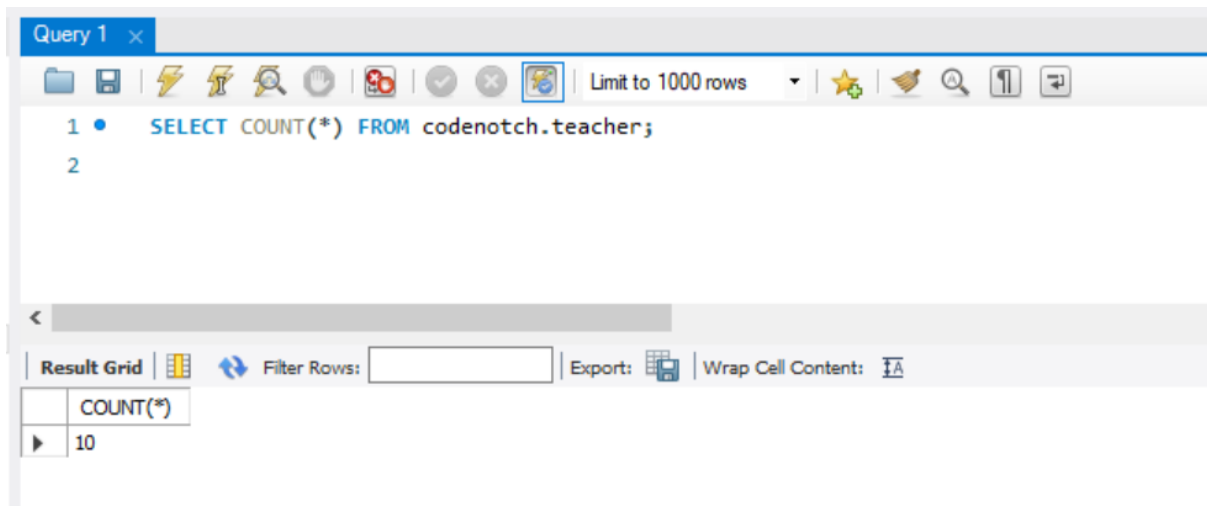 Query 1
Limit to 1000 rows
1 SELECT COUNT(*) FROM codenotch.teacher;
2
Result Grid Filter Rows: Export: Wrap Cell Content: IA
COUNT(*)
10